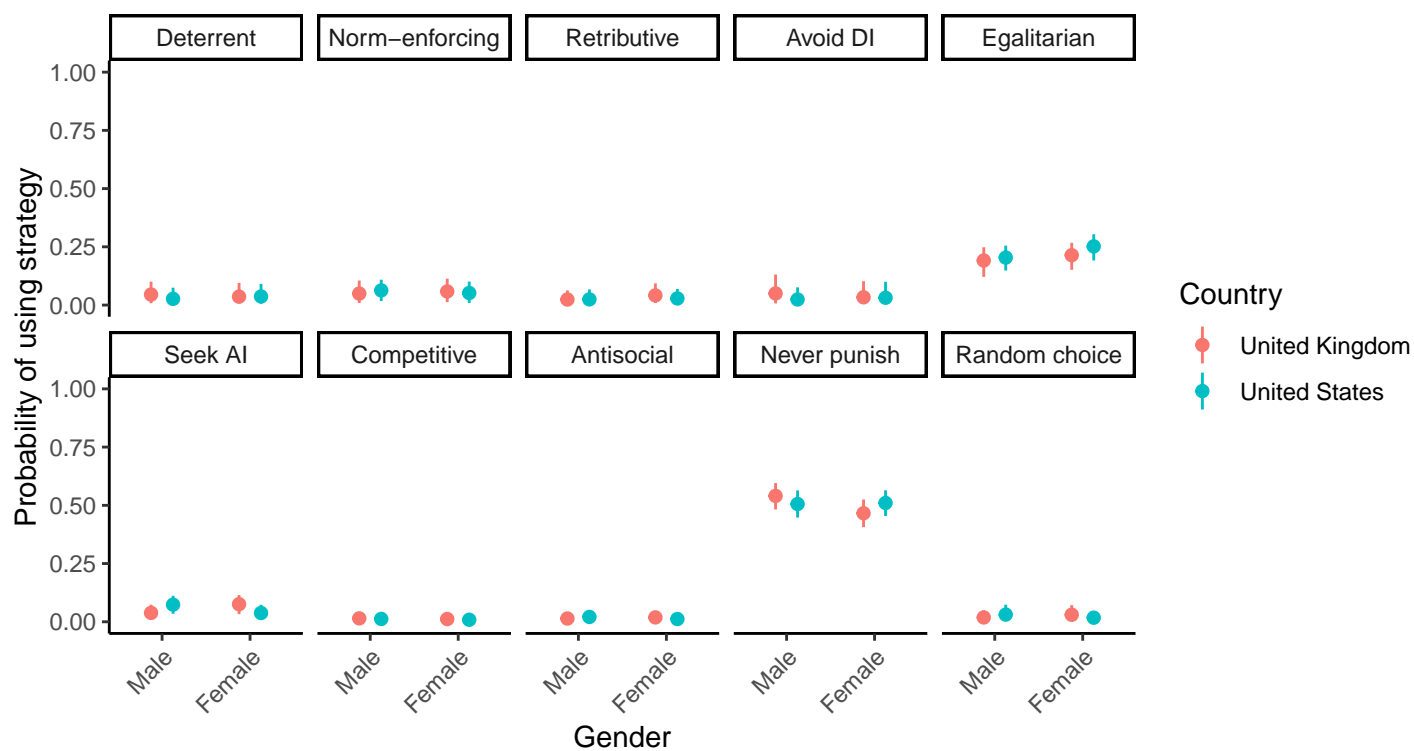 Deterrent
Norm−enforcing
Retributive
Avoid DI
Egalitarian
1.00
0.75
0.50
0.25
0.00
Seek AI
Competitive
Antisocial
Never punish
Random choice
1.00
0.75
0.50
0.25
0.00
Male
Female
Male
Female
Male
Female
Male
Female
Male
Female
Gender
Probability of using strategy
Country
United Kingdom
United States